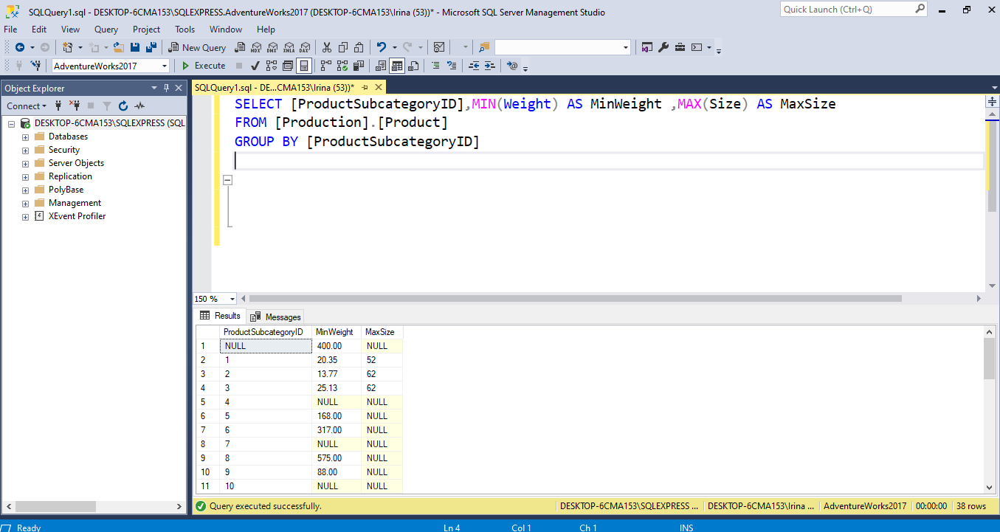 SQLQuery1.sql - DESKTOP-6CMA153\SQLEXPRESS.AdventureWorks2017 (DESKTOP-6CMA153\Irina (53))* - Microsoft SQL Server Management Studio
Quick Launch (Ctrl+Q)
File Edit View Query Project Tools Window Help
New Query MDX DMX XMLA DAX
AdventureWorks2017 Execute
Object Explorer
SQLQuery1.sql - DE...CMA153\Irina (53))*
Connect
DESKTOP-6CMA153\SQLEXPRESS (SQL
Databases
Security
Server Objects
Replication
PolyBase
Management
XEvent Profiler
SELECT [ProductSubcategoryID],MIN(Weight) AS MinWeight ,MAX(Size) AS MaxSize
FROM [Production].[Product]
GROUP BY [ProductSubcategoryID]
150 %
Results Messages
ProductSubcategoryID MinWeight MaxSize
1 NULL 400.00 NULL
2 1 20.35 52
3 2 13.77 62
4 3 25.13 62
5 4 NULL NULL
6 5 168.00 NULL
7 6 317.00 NULL
8 7 NULL NULL
9 8 575.00 NULL
10 9 88.00 NULL
11 10 NULL NULL
Query executed successfully. DESKTOP-6CMA153\SQLEXPRESS ... DESKTOP-6CMA153\Irina ... AdventureWorks2017 00:00:00 38 rows
Ready Ln 4 Col 1 Ch 1 INS